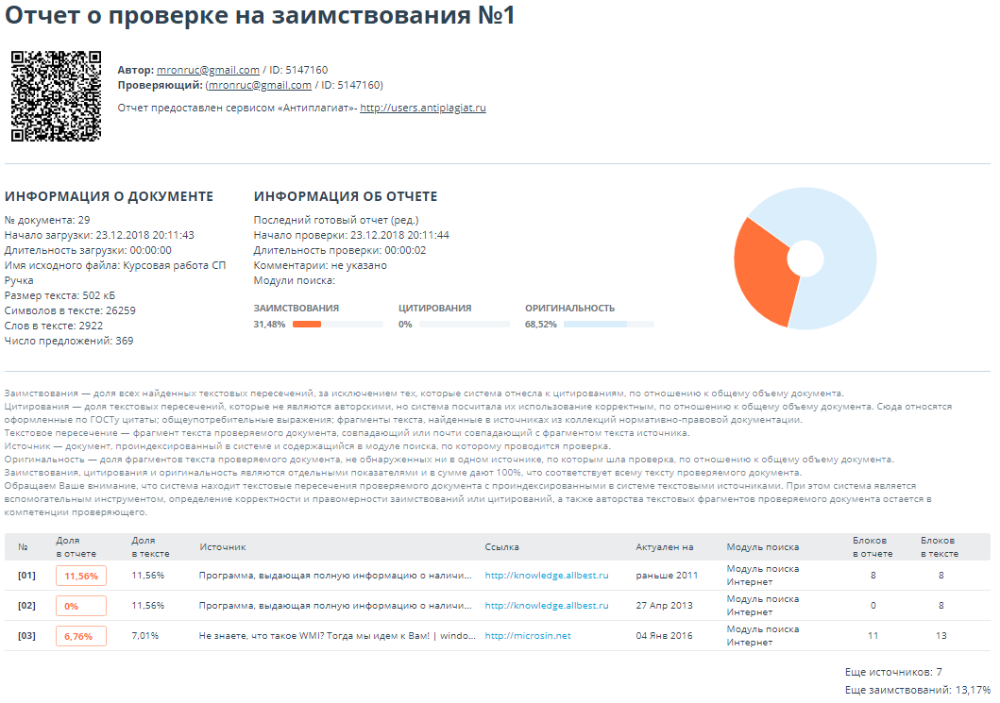 Отчет о проверке на заимствования №1
Автор: mronruc@gmail.com / ID: 5147160
Проверяющий: (mronruc@gmail.com / ID: 5147160)
Отчет предоставлен сервисом «Антиплагиат»- http://users.antiplagiat.ru
ИНФОРМАЦИЯ О ДОКУМЕНТЕ
№ документа: 29
Начало загрузки: 23.12.2018 20:11:43
Длительность загрузки: 00:00:00
Имя исходного файла: Курсовая работа СП
Ручка
Размер текста: 502 кБ
Cимволов в тексте: 26259
Слов в тексте: 2922
Число предложений: 369
ИНФОРМАЦИЯ ОБ ОТЧЕТЕ
Последний готовый отчет (ред.)
Начало проверки: 23.12.2018 20:11:44
Длительность проверки: 00:00:02
Комментарии: не указано
Модули поиска:
ЗАИМСТВОВАНИЯ ЦИТИРОВАНИЯ ОРИГИНАЛЬНОСТЬ
31,48% 0% 68,52%
Заимствования — доля всех найденных текстовых пересечений, за исключением тех, которые система отнесла к цитированиям, по отношению к общему объему документа.
Цитирования — доля текстовых пересечений, которые не являются авторскими, но система посчитала их использование корректным, по отношению к общему объему документа. Сюда относятся
оформленные по ГОСТу цитаты; общеупотребительные выражения; фрагменты текста, найденные в источниках из коллекций нормативно-правовой документации.
Текстовое пересечение — фрагмент текста проверяемого документа, совпадающий или почти совпадающий с фрагментом текста источника.
Источник — документ, проиндексированный в системе и содержащийся в модуле поиска, по которому проводится проверка.
Оригинальность — доля фрагментов текста проверяемого документа, не обнаруженных ни в одном источнике, по которым шла проверка, по отношению к общему объему документа.
Заимствования, цитирования и оригинальность являются отдельными показателями и в сумме дают 100%, что соответствует всему тексту проверяемого документа.
Обращаем Ваше внимание, что система находит текстовые пересечения проверяемого документа с проиндексированными в системе текстовыми источниками. При этом система является
вспомогательным инструментом, определение корректности и правомерности заимствований или цитирований, а также авторства текстовых фрагментов проверяемого документа остается в
компетенции проверяющего.
№ Доля в отчете Доля в тексте Источник Ссылка Актуален на Модуль поиска Блоков в отчете Блоков в тексте
[01] 11,56% 11,56% Программа, выдающая полную информацию о наличи... http://knowledge.allbest.ru раньше 2011 Модуль поиска Интернет 8 8
[02] 0% 11,56% Программа, выдающая полную информацию о наличи... http://knowledge.allbest.ru 27 Апр 2013 Модуль поиска Интернет 0 8
[03] 6,76% 7,01% Не знаете, что такое WMI? Тогда мы идем к Вам! | windo... http://microsin.net 04 Янв 2016 Модуль поиска Интернет 11 13
Еще источников: 7
Еще заимствований: 13,17%